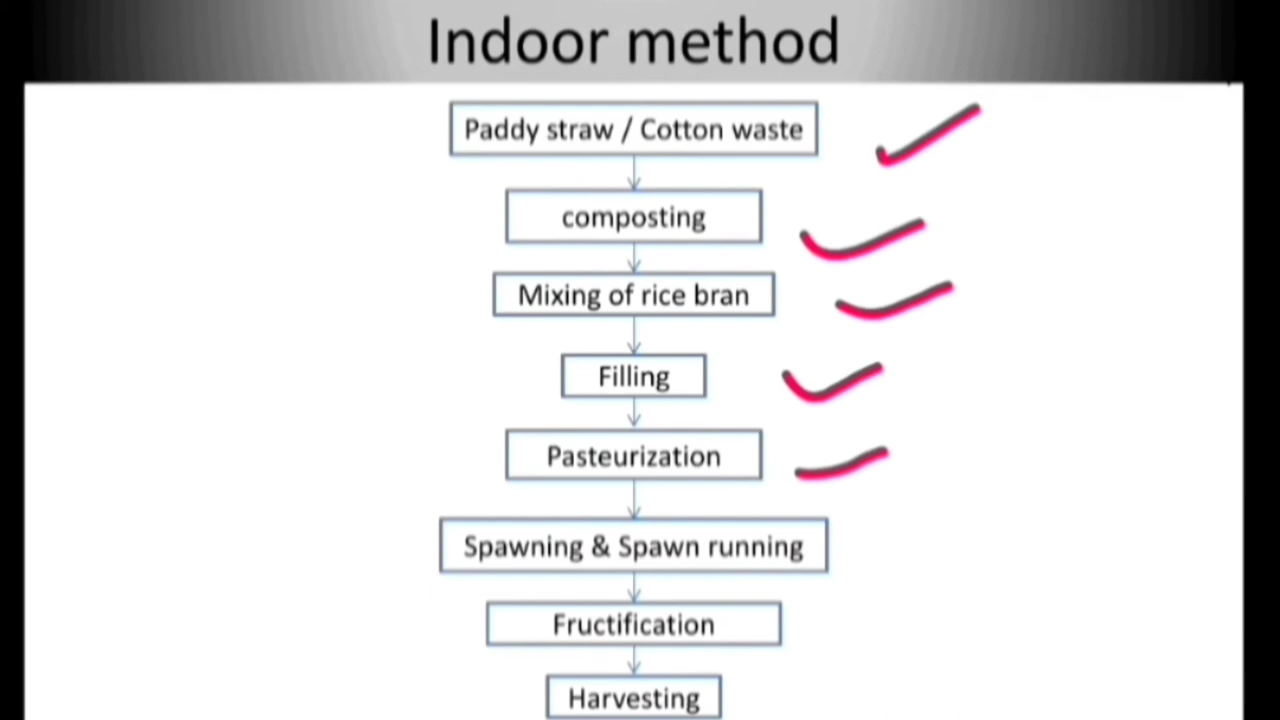 Indoor method
Paddy straw / Cotton waste
composting
Mixing of rice bran
Filling
Pasteurization
Spawning & Spawn running
Fructification
Harvesting